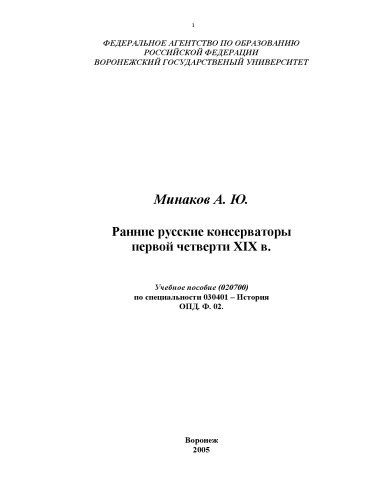 1
ФЕДЕРАЛЬНОЕ АГЕНТСТВО ПО ОБРАЗОВАНИЮ
РОССИЙСКОЙ ФЕДЕРАЦИИ
ВОРОНЕЖСКИЙ ГОСУДАРСТВЕНЫЙ УНИВЕРСИТЕТ
Минаков А. Ю.
Ранние русские консерваторы
первой четверти XIX в.
Учебное пособие (020700)
по специальности 030401 – История
ОПД. Ф. 02.
Воронеж
2005